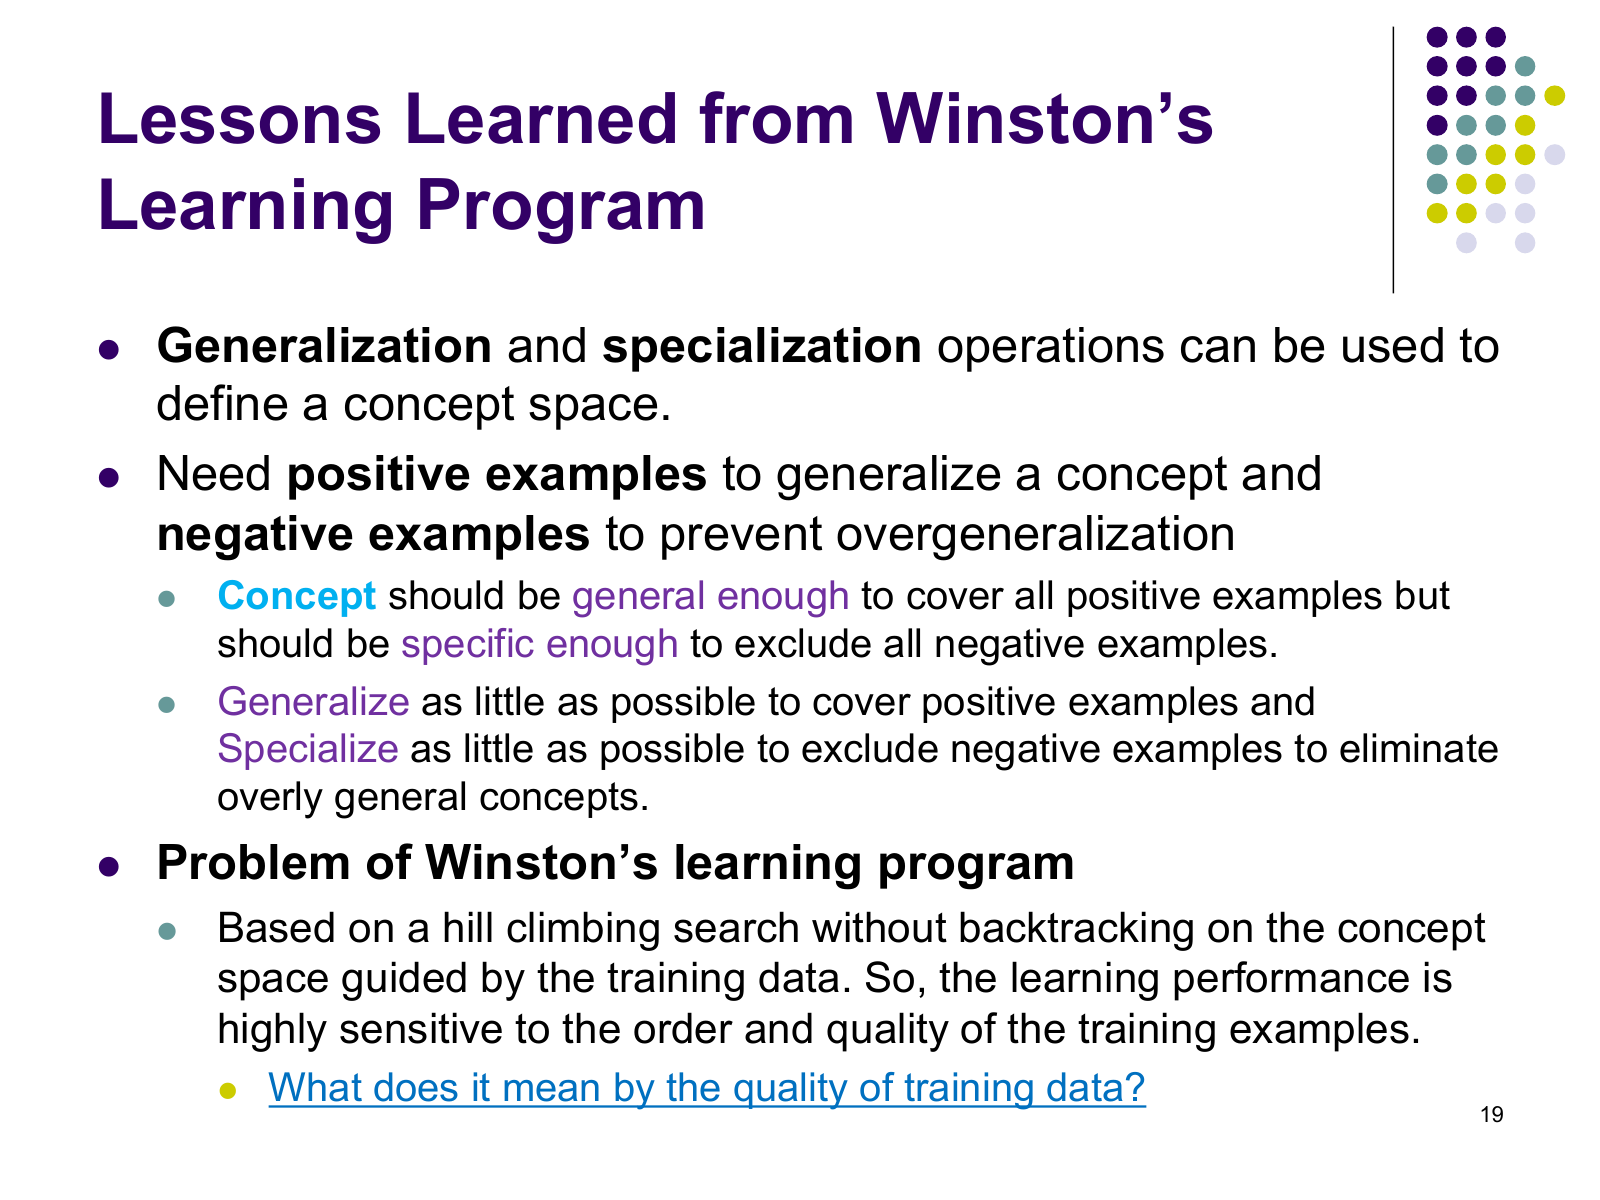 Lessons Learned from Winston’s
Learning Program
Generalization and specialization operations can be used to
define a concept space.
Need positive examples to generalize a concept and
negative examples to prevent overgeneralization
Concept should be general enough to cover all positive examples but
should be specific enough to exclude all negative examples.
Generalize as little as possible to cover positive examples and
Specialize as little as possible to exclude negative examples to eliminate
overly general concepts.
Problem of Winston’s learning program
Based on a hill climbing search without backtracking on the concept
space guided by the training data. So, the learning performance is
highly sensitive to the order and quality of the training examples.
What does it mean by the quality of training data?
19